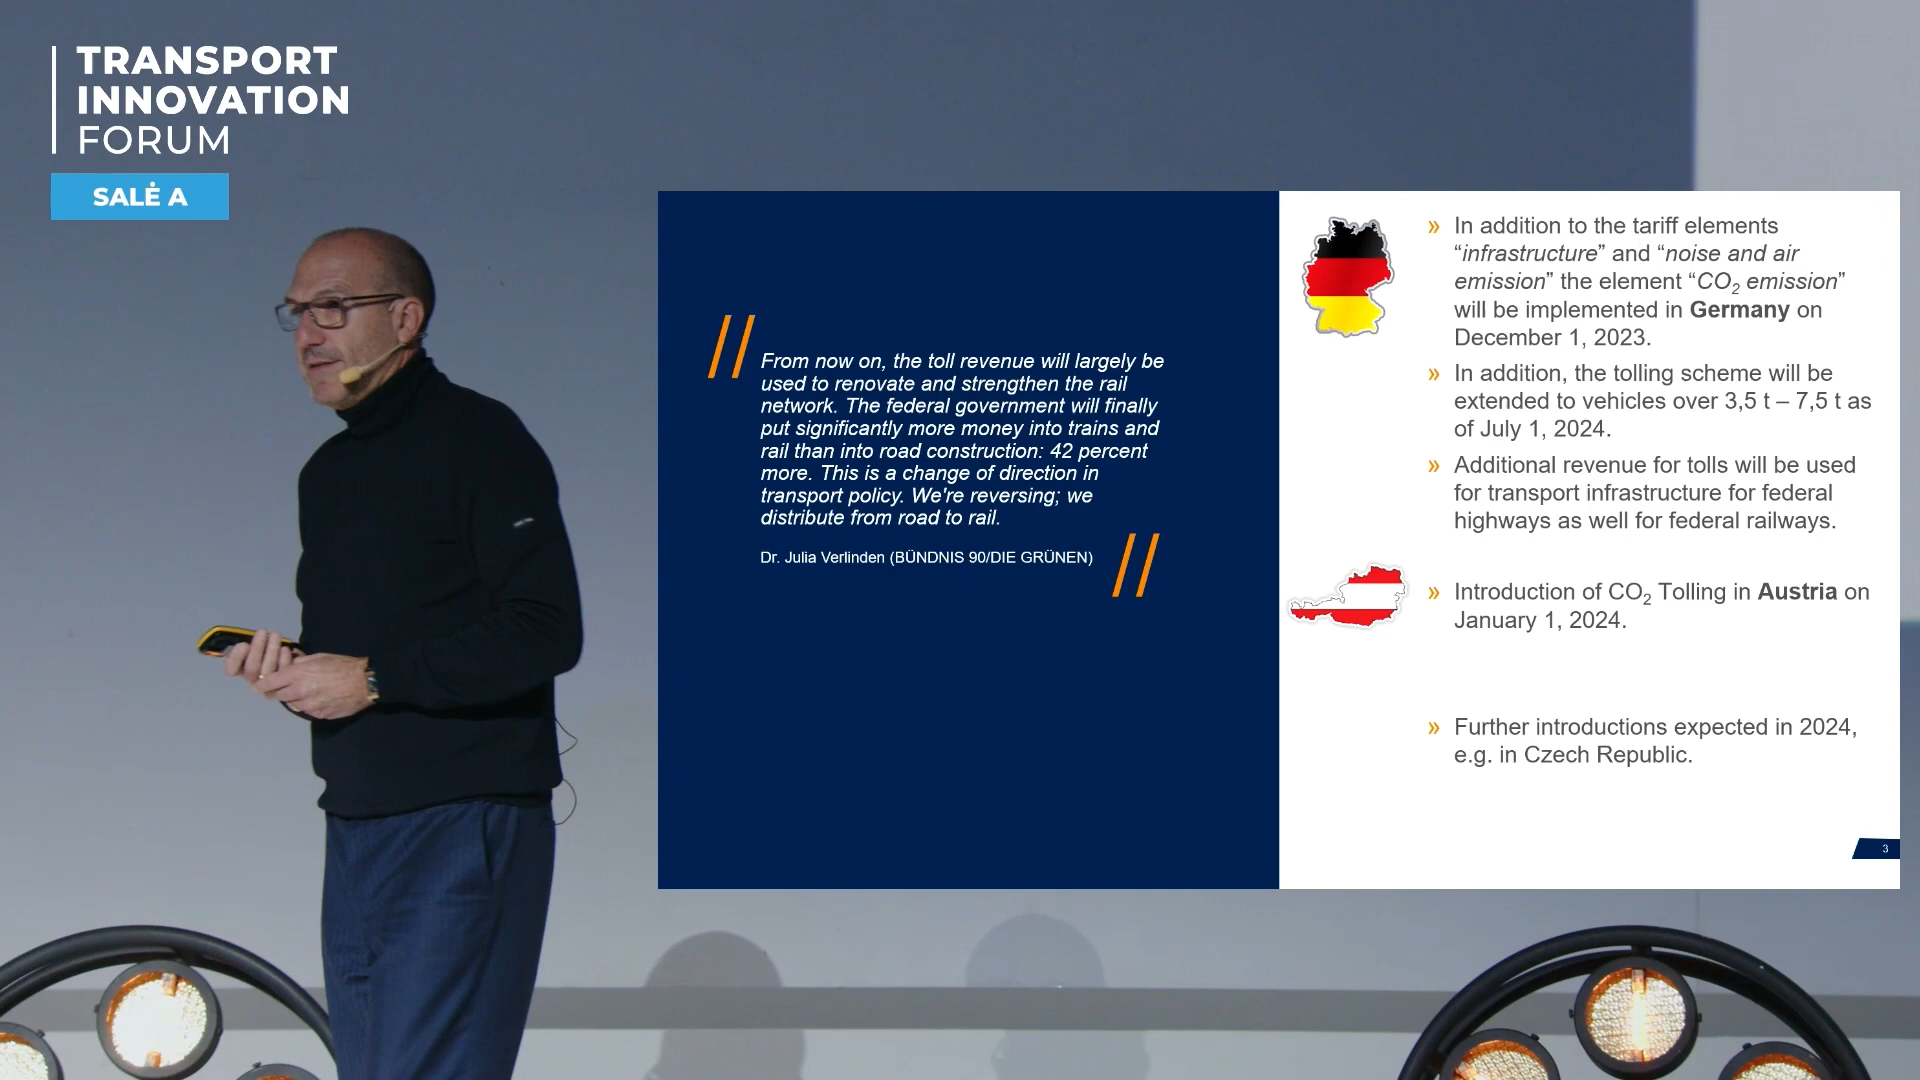 TRANSPORT
INNOVATION
FORUM
SALĖ A
From now on, the toll revenue will largely be
used to renovate and strengthen the rail
network. The federal government will finally
put significantly more money into trains and
rail than into road construction: 42 percent
more. This is a change of direction in
transport policy. We're reversing; we
distribute from road to rail.
Dr. Julia Verlinden (BÜNDNIS 90/DIE GRÜNEN)
» In addition to the tariff elements
“infrastructure” and “noise and air
emission” the element “CO₂ emission”
will be implemented in Germany on
December 1, 2023.
» In addition, the tolling scheme will be
extended to vehicles over 3,5 t – 7,5 t as
of July 1, 2024.
» Additional revenue for tolls will be used
for transport infrastructure for federal
highways as well for federal railways.
» Introduction of CO₂ Tolling in Austria on
January 1, 2024.
» Further introductions expected in 2024,
e.g. in Czech Republic.
3